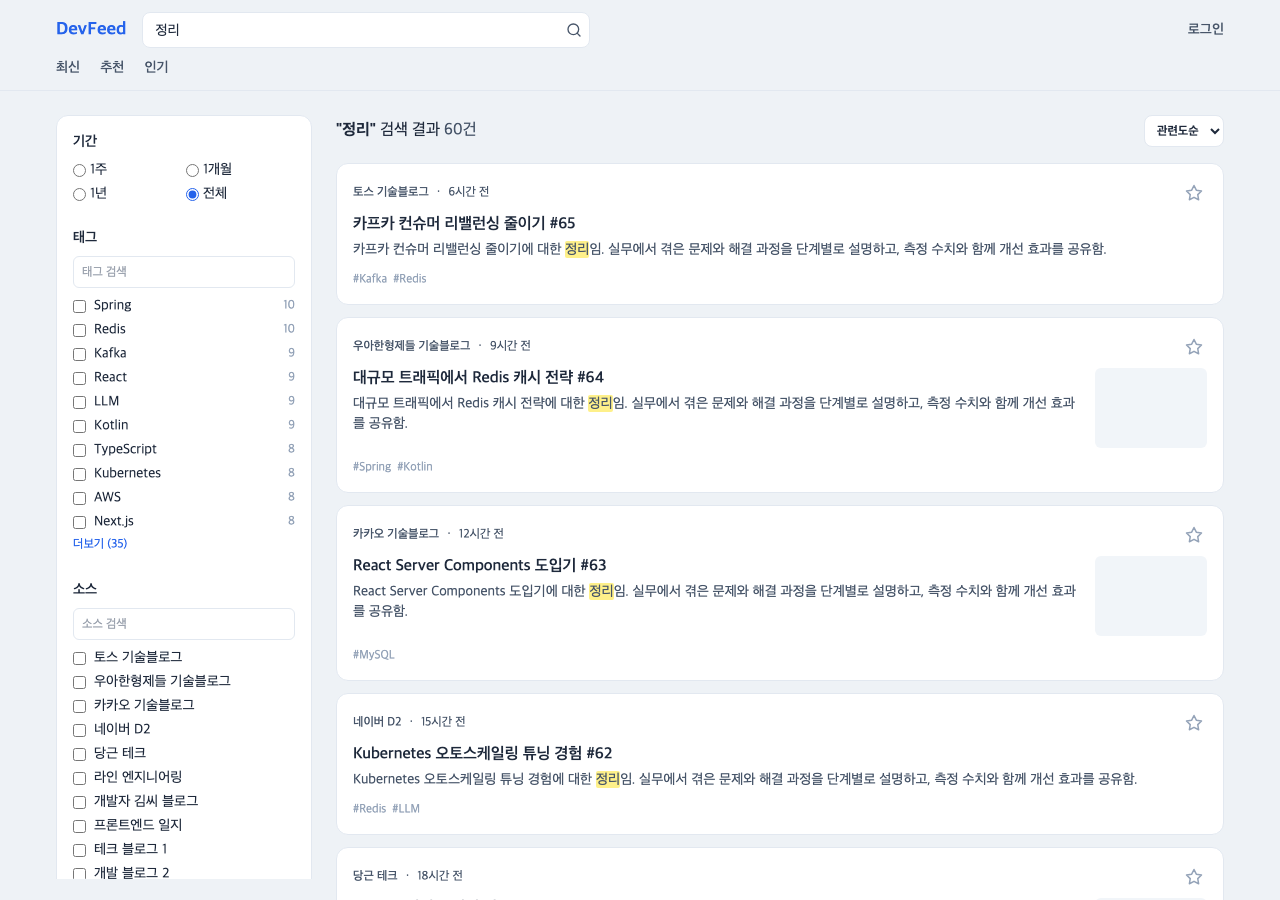 DevFeed
정리
로그인
최신 추천 인기
기간
1주 1개월
1년 전체
태그
태그 검색
Spring 10
Redis 10
Kafka 9
React 9
LLM 9
Kotlin 9
TypeScript 8
Kubernetes 8
AWS 8
Next.js 8
더보기 (35)
소스
소스 검색
토스 기술블로그
우아한형제들 기술블로그
카카오 기술블로그
네이버 D2
당근 테크
라인 엔지니어링
개발자 김씨 블로그
프론트엔드 일지
테크 블로그 1
개발 블로그 2
"정리" 검색 결과 60건
관련도순
토스 기술블로그 · 6시간 전
카프카 컨슈머 리밸런싱 줄이기 #65
카프카 컨슈머 리밸런싱 줄이기에 대한 정리임. 실무에서 겪은 문제와 해결 과정을 단계별로 설명하고, 측정 수치와 함께 개선 효과를 공유함.
#Kafka #Redis
우아한형제들 기술블로그 · 9시간 전
대규모 트래픽에서 Redis 캐시 전략 #64
대규모 트래픽에서 Redis 캐시 전략에 대한 정리임. 실무에서 겪은 문제와 해결 과정을 단계별로 설명하고, 측정 수치와 함께 개선 효과
를 공유함.
#Spring #Kotlin
카카오 기술블로그 · 12시간 전
React Server Components 도입기 #63
React Server Components 도입기에 대한 정리임. 실무에서 겪은 문제와 해결 과정을 단계별로 설명하고, 측정 수치와 함께 개선 효과
를 공유함.
#MySQL
네이버 D2 · 15시간 전
Kubernetes 오토스케일링 튜닝 경험 #62
Kubernetes 오토스케일링 튜닝 경험에 대한 정리임. 실무에서 겪은 문제와 해결 과정을 단계별로 설명하고, 측정 수치와 함께 개선 효과를 공유함.
#Redis #LLM
당근 테크 · 18시간 전